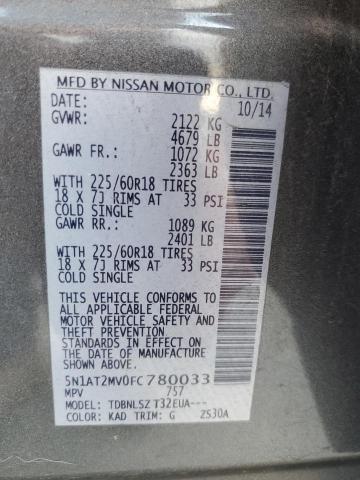 MFD BY NISSAN MOTOR CO., LTD.
DATE: 10/14
GVWR: 2122 KG
4679 LB
GAWR FR.: 1072 KG
2363 LB
WITH 225/60R18 TIRES
18 X 7J RIMS AT 33 PSI
COLD SINGLE
GAWR RR.: 1089 KG
2401 LB
WITH 225/60R18 TIRES
18 X 7J RIMS AT 33 PSI
COLD SINGLE
THIS VEHICLE CONFORMS TO
ALL APPLICABLE FEDERAL
MOTOR VEHICLE SAFETY AND
THEFT PREVENTION
STANDARDS IN EFFECT ON
THE DATE OF MANUFACTURE
SHOWN ABOVE.
5N1AT2MV0FC780033
MPV 757
MODEL: TDBNLSZ T32EUA---
COLOR: KAD TRIM: G ZS30A